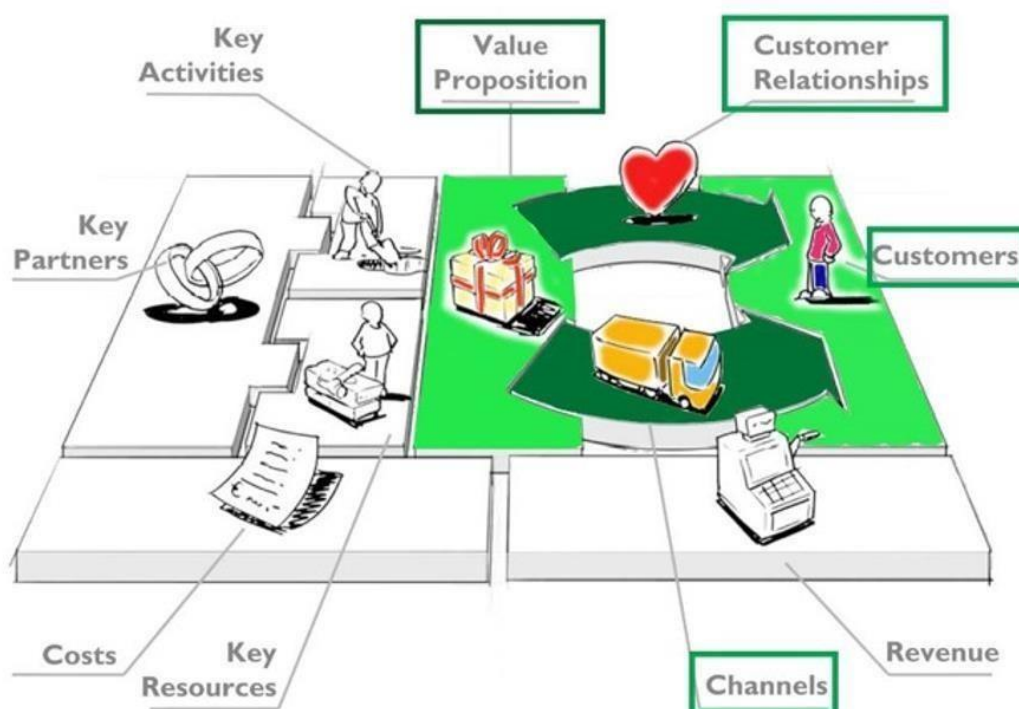 Key
Activities
Value
Proposition
Customer
Relationships
Key
Partners
Customers
Costs
Key
Resources
Channels
Revenue